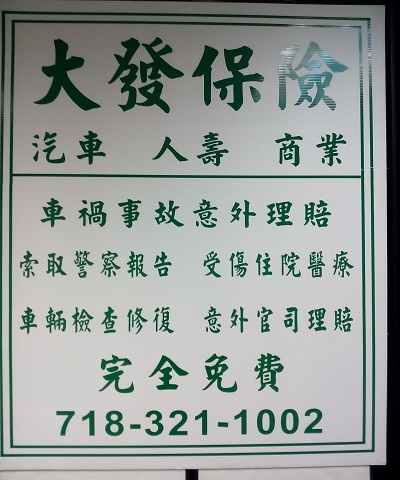 大發保險
汽車 人壽 商業
車禍事故意外理賠
索取警察報告 受傷住院醫療
車輛檢查修復 意外官司理賠
完全免費
718-321-1002